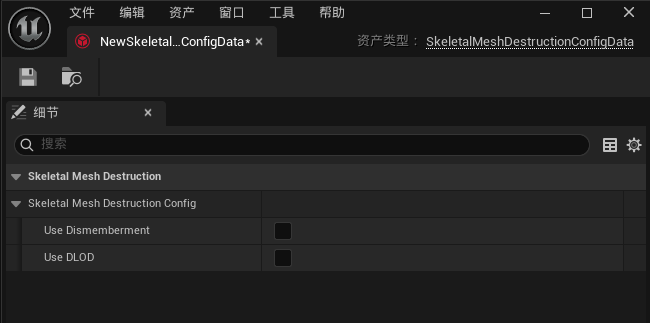 文件 编辑 资产 窗口 工具 帮助
NewSkeletal...ConfigData* 资产类型： SkeletalMeshDestructionConfigData
细节
搜索
Skeletal Mesh Destruction
Skeletal Mesh Destruction Config
Use Dismemberment
Use DLOD